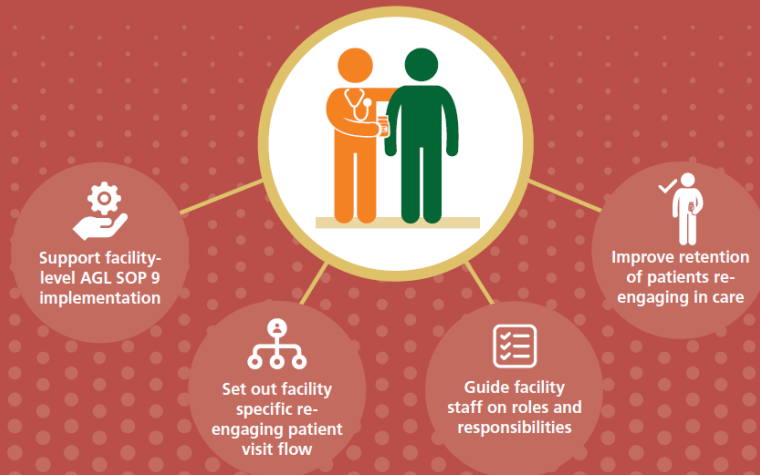 Support facility-
level AGL SOP 9
implementation
Set out facility
specific re-
engaging patient
visit flow
Guide facility
staff on roles and
responsibilities
Improve retention
of patients re-
engaging in care